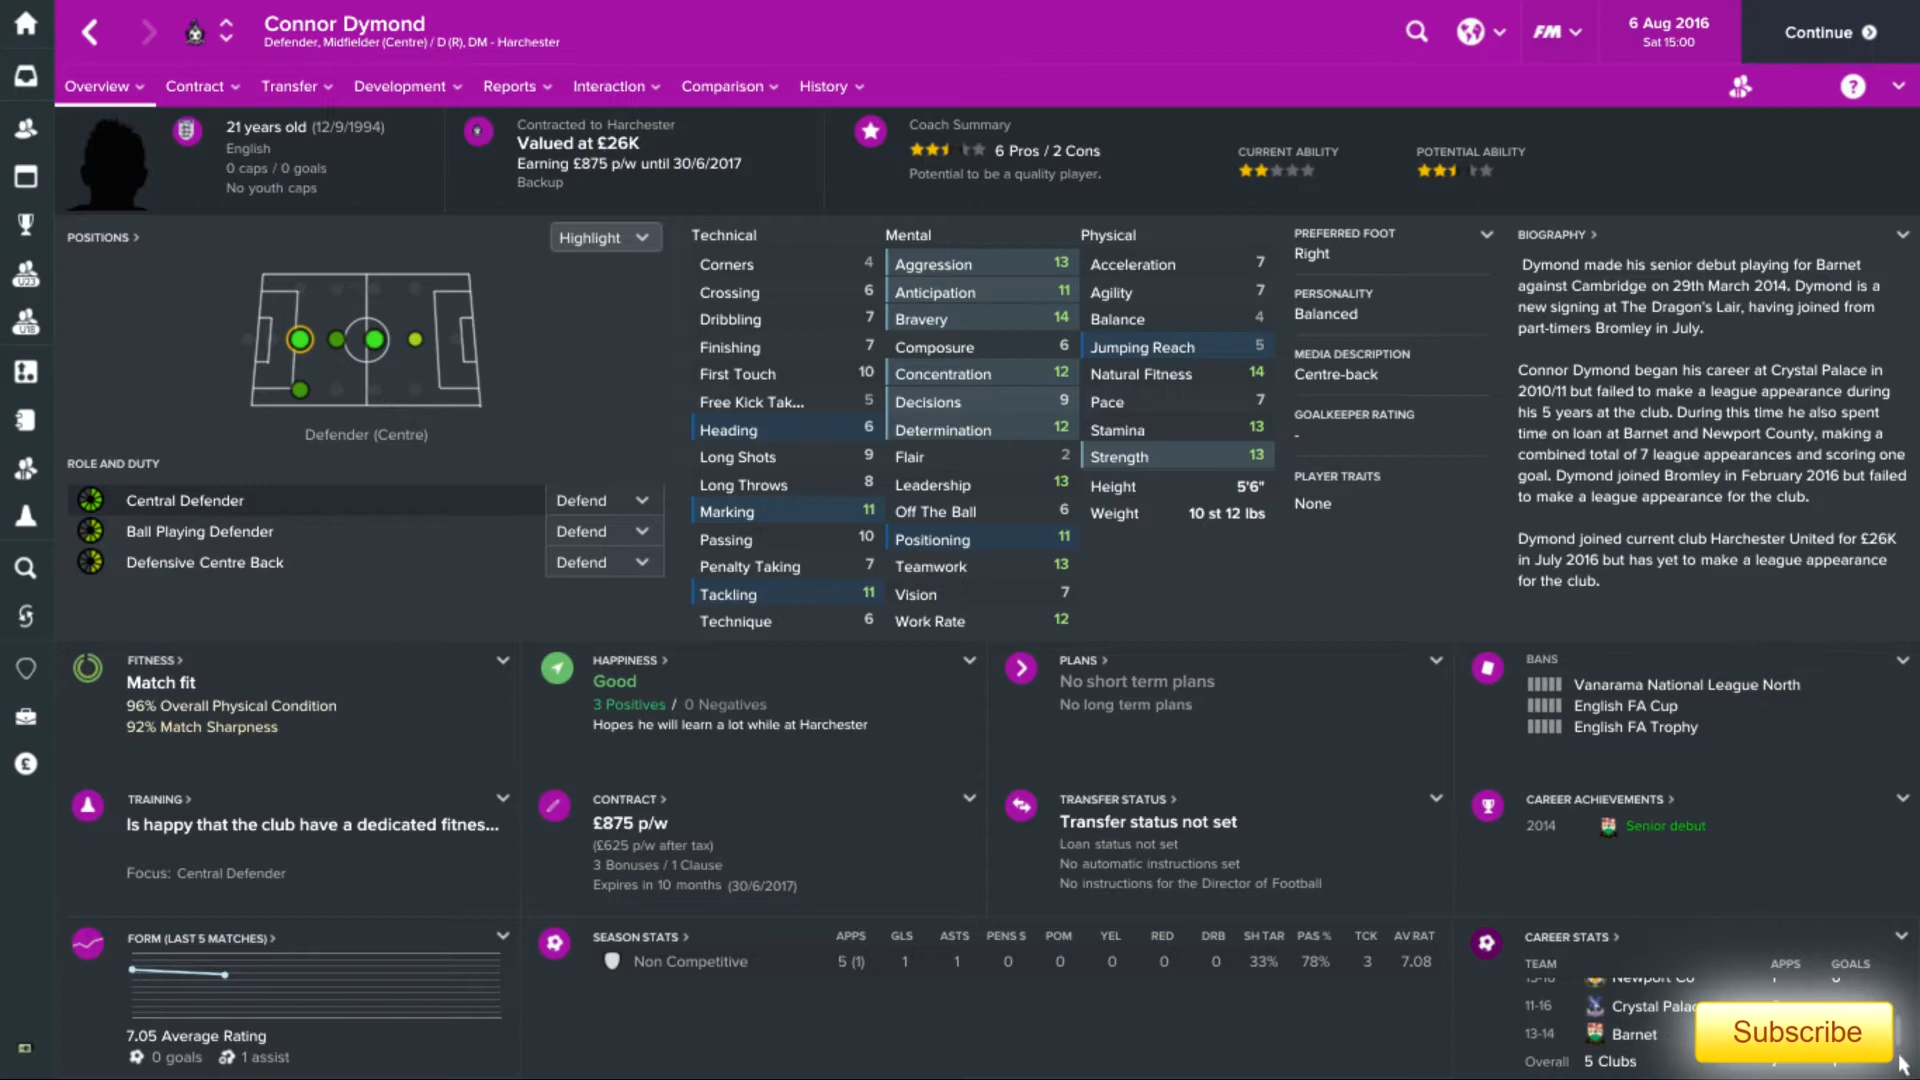 Connor Dymond
Defender, Midfielder (Centre) / D (R), DM - Harchester
FM
6 Aug 2016
Sat 15:00
Continue
Overview
Contract
Transfer
Development
Reports
Interaction
Comparison
History
?
21 years old (12/9/1994)
English
0 caps / 0 goals
No youth caps
Contracted to Harchester
Valued at £26K
Earning £875 p/w until 30/6/2017
Backup
Coach Summary
6 Pros / 2 Cons
Potential to be a quality player.
CURRENT ABILITY
POTENTIAL ABILITY
U23
U18
POSITIONS >
Highlight
Defender (Centre)
ROLE AND DUTY
Central Defender Defend
Ball Playing Defender Defend
Defensive Centre Back Defend
Technical
Corners 4
Crossing 6
Dribbling 7
Finishing 7
First Touch 10
Free Kick Tak... 5
Heading 6
Long Shots 9
Long Throws 8
Marking 11
Passing 10
Penalty Taking 7
Tackling 11
Technique 6
Mental
Aggression 13
Anticipation 11
Bravery 14
Composure 6
Concentration 12
Decisions 9
Determination 12
Flair 2
Leadership 13
Off The Ball 6
Positioning 11
Teamwork 13
Vision 7
Work Rate 12
Physical
Acceleration 7
Agility 7
Balance 4
Jumping Reach 5
Natural Fitness 14
Pace 7
Stamina 13
Strength 13
Height 5'6"
Weight 10 st 12 lbs
PREFERRED FOOT
Right
PERSONALITY
Balanced
MEDIA DESCRIPTION
Centre-back
GOALKEEPER RATING
-
PLAYER TRAITS
None
BIOGRAPHY >
Dymond made his senior debut playing for Barnet
against Cambridge on 29th March 2014. Dymond is a
new signing at The Dragon's Lair, having joined from
part-timers Bromley in July.
Connor Dymond began his career at Crystal Palace in
2010/11 but failed to make a league appearance during
his 5 years at the club. During this time he also spent
time on loan at Barnet and Newport County, making a
combined total of 7 league appearances and scoring one
goal. Dymond joined Bromley in February 2016 but failed
to make a league appearance for the club.
Dymond joined current club Harchester United for £26K
in July 2016 but has yet to make a league appearance
for the club.
FITNESS >
Match fit
96% Overall Physical Condition
92% Match Sharpness
HAPPINESS >
Good
3 Positives / 0 Negatives
Hopes he will learn a lot while at Harchester
PLANS >
No short term plans
No long term plans
BANS
Vanarama National League North
English FA Cup
English FA Trophy
TRAINING >
Is happy that the club have a dedicated fitnes...
Focus: Central Defender
CONTRACT >
£875 p/w
(£625 p/w after tax)
3 Bonuses / 1 Clause
Expires in 10 months (30/6/2017)
TRANSFER STATUS >
Transfer status not set
Loan status not set
No automatic instructions set
No instructions for the Director of Football
CAREER ACHIEVEMENTS >
2014 Senior debut
FORM (LAST 5 MATCHES) >
7.05 Average Rating
0 goals 1 assist
SEASON STATS > APPS GLS ASTS PENS S POM YEL RED DRB SH TAR PAS % TCK AV RAT
Non Competitive 5 (1) 1 1 0 0 0 0 0 33% 78% 3 7.08
CAREER STATS >
TEAM APPS GOALS
Newport Co
11-16 Crystal Palac
13-14 Barnet
Overall 5 Clubs
Subscribe